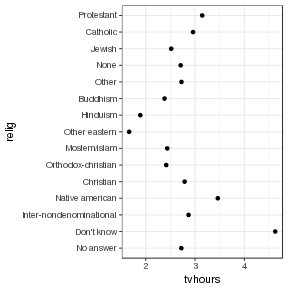 Protestant
Catholic
Jewish
None
Other
Buddhism
Hinduism
Other eastern
Moslem/islam
Orthodox-christian
Christian
Native american
Inter-nondenominational
Don't know
No answer
relig
2 3 4
tvhours